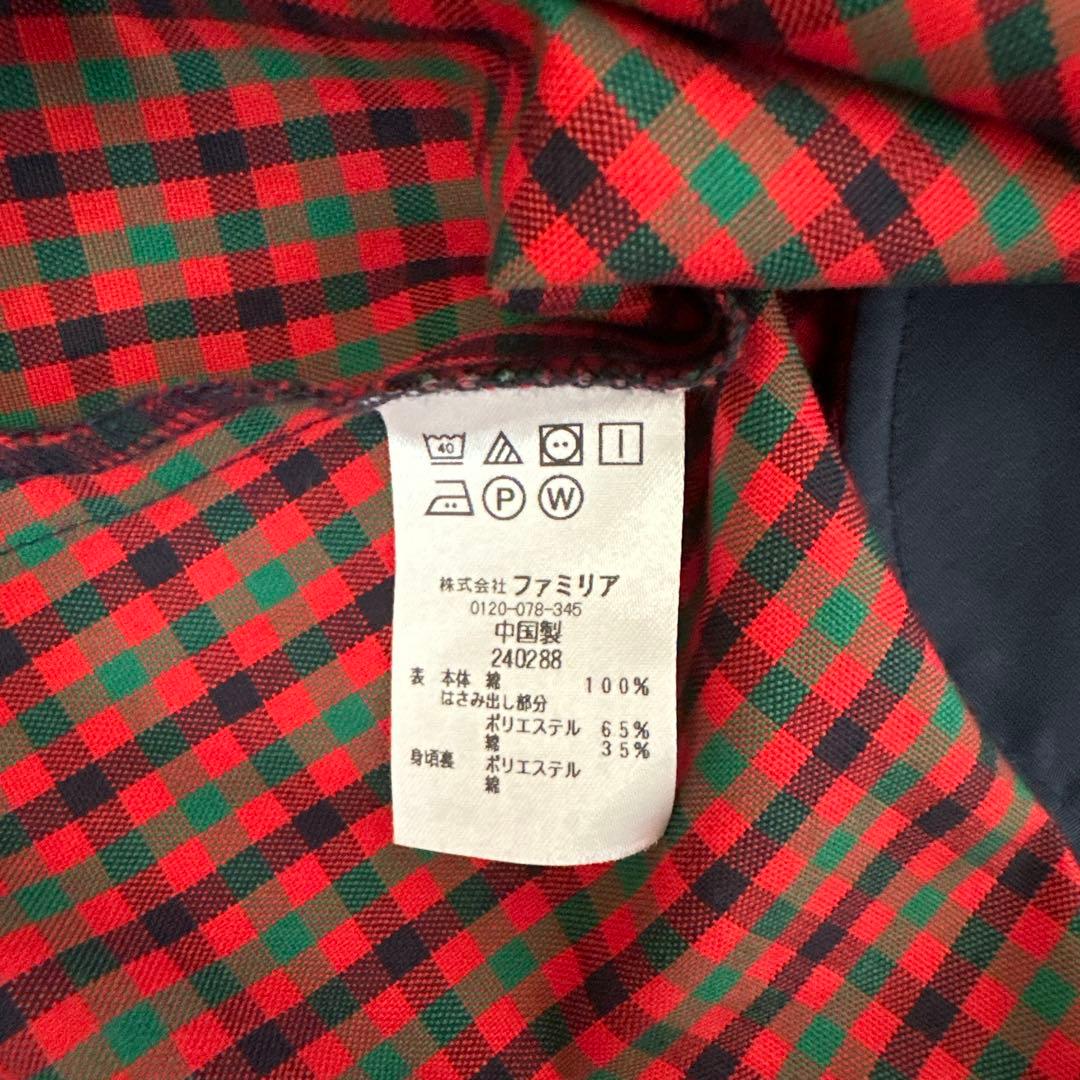 40
P W
株式会社 ファミリア
0120-078-345
中国製
240288
表 本体 綿 100%
はさみ出し部分
ポリエステル 65%
綿 35%
身頃裏 ポリエステル
綿